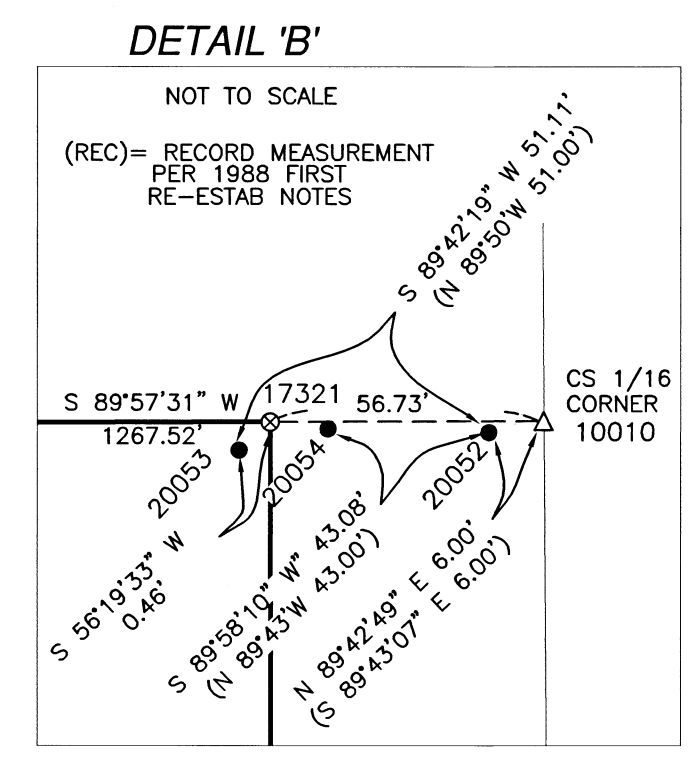 DETAIL 'B'
NOT TO SCALE
(REC)= RECORD MEASUREMENT
PER 1988 FIRST
RE-ESTAB NOTES
S 89°42'19" W 51.11'
(N 89°50'W 51.00')
S 89°57'31" W
1267.52'
17321
56.73'
CS 1/16
CORNER
10010
20053
20054
20052
S 56°19'33" W
0.46'
S 89°58'10" W" 43.08'
(N 89°43'W 43.00')
N 89°42'49" E 6.00'
(S 89°43'07" E 6.00')